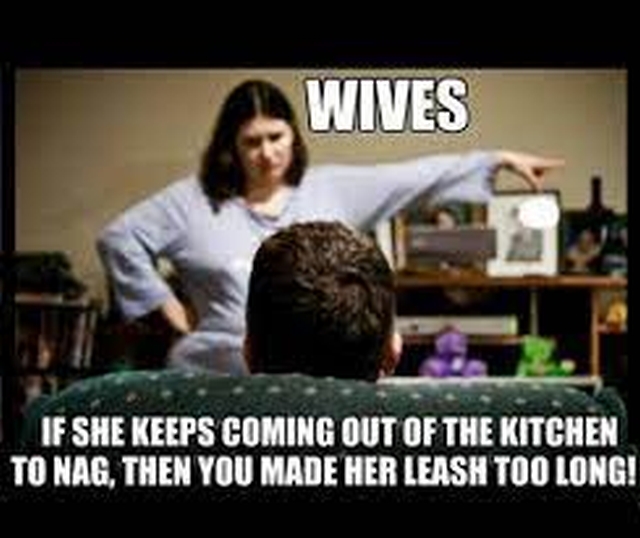 WIVES
IF SHE KEEPS COMING OUT OF THE KITCHEN
TO NAG, THEN YOU MADE HER LEASH TOO LONG!